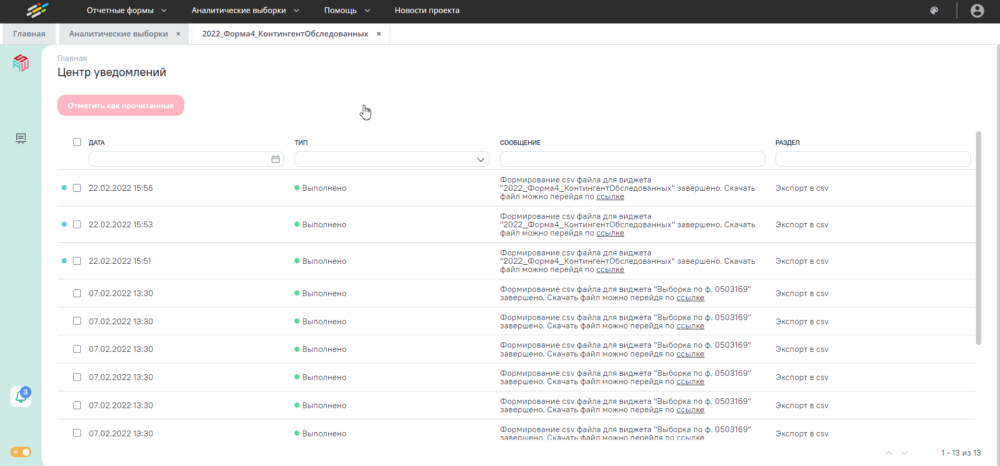 Отчетные формы
Аналитические выборки
Помощь
Новости проекта
Главная
Аналитические выборки ×
2022_Форма4_КонтингентОбследованных ×
Главная
Центр уведомлений
Отметить как прочитанные
ДАТА
ТИП
СООБЩЕНИЕ
РАЗДЕЛ
22.02.2022 15:56
Выполнено
Формирование csv файла для виджета
"2022_Форма4_КонтингентОбследованных" завершено. Скачать
файл можно перейдя по ссылке
Экспорт в csv
22.02.2022 15:53
Выполнено
Формирование csv файла для виджета
"2022_Форма4_КонтингентОбследованных" завершено. Скачать
файл можно перейдя по ссылке
Экспорт в csv
22.02.2022 15:51
Выполнено
Формирование csv файла для виджета
"2022_Форма4_КонтингентОбследованных" завершено. Скачать
файл можно перейдя по ссылке
Экспорт в csv
07.02.2022 13:30
Выполнено
Формирование csv файла для виджета "Выборка по ф. 0503169"
завершено. Скачать файл можно перейдя по ссылке
Экспорт в csv
07.02.2022 13:30
Выполнено
Формирование csv файла для виджета "Выборка по ф. 0503169"
завершено. Скачать файл можно перейдя по ссылке
Экспорт в csv
07.02.2022 13:30
Выполнено
Формирование csv файла для виджета "Выборка по ф. 0503169"
завершено. Скачать файл можно перейдя по ссылке
Экспорт в csv
07.02.2022 13:30
Выполнено
Формирование csv файла для виджета "Выборка по ф. 0503169"
завершено. Скачать файл можно перейдя по ссылке
Экспорт в csv
07.02.2022 13:30
Выполнено
Формирование csv файла для виджета "Выборка по ф. 0503169"
завершено. Скачать файл можно перейдя по ссылке
Экспорт в csv
07.02.2022 13:30
Выполнено
Формирование csv файла для виджета "Выборка по ф. 0503169"
завершено. Скачать файл можно перейдя по ссылке
Экспорт в csv
3
1 - 13 из 13